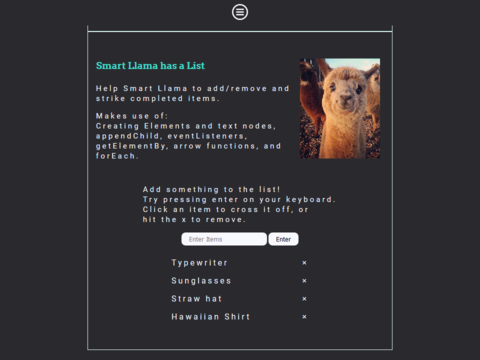 Smart Llama has a List
Help Smart Llama to add/remove and
strike completed items.
Makes use of:
Creating Elements and text nodes,
appendChild, eventListeners,
getElementBy, arrow functions, and
forEach.
Add something to the list!
Try pressing enter on your keyboard.
Click an item to cross it off, or
hit the x to remove.
Enter Items Enter
Typewriter ×
Sunglasses ×
Straw hat ×
Hawaiian Shirt ×